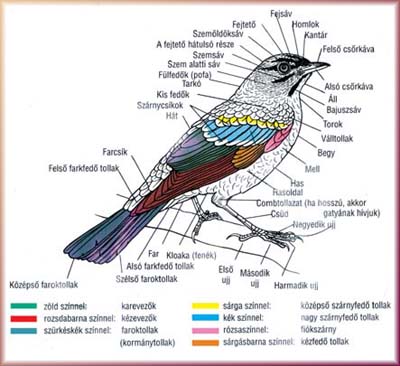 Fejsáv
Fejtető
Homlok
Kantár
Szemöldöksáv
A fejtető hátulsó része
Felső csőrkáva
Szemsáv
Szem alatti sáv
Fülfedők (pofa)
Tarkó
Alsó csőrkáva
Áll
Kis fedők
Bajuszsáv
Szárnycsíkok
Hát
Torok
Válltollak
Farcsík
Begy
Felső farkfedő tollak
Mell
Has
Hasoldal
Combtollazat (ha hosszú, akkor
gatyának hívjuk)
Csüd
Negyedik ujj
Far
Kloaka (fenék)
Alsó farkfedő tollak
Szélső faroktollak
Középső faroktollak
Első
ujj
Második
ujj
Harmadik ujj
zöld színnel: karevezők
rozsdabarna színnel: kézevezők
szürkéskék színnel: faroktollak
(kormánytollak)
sárga színnel: középső szárnyfedő tollak
kék színnel: nagy szárnyfedő tollak
rózsaszínnel: fiókszárny
sárgásbarna színnel: kézfedő tollak